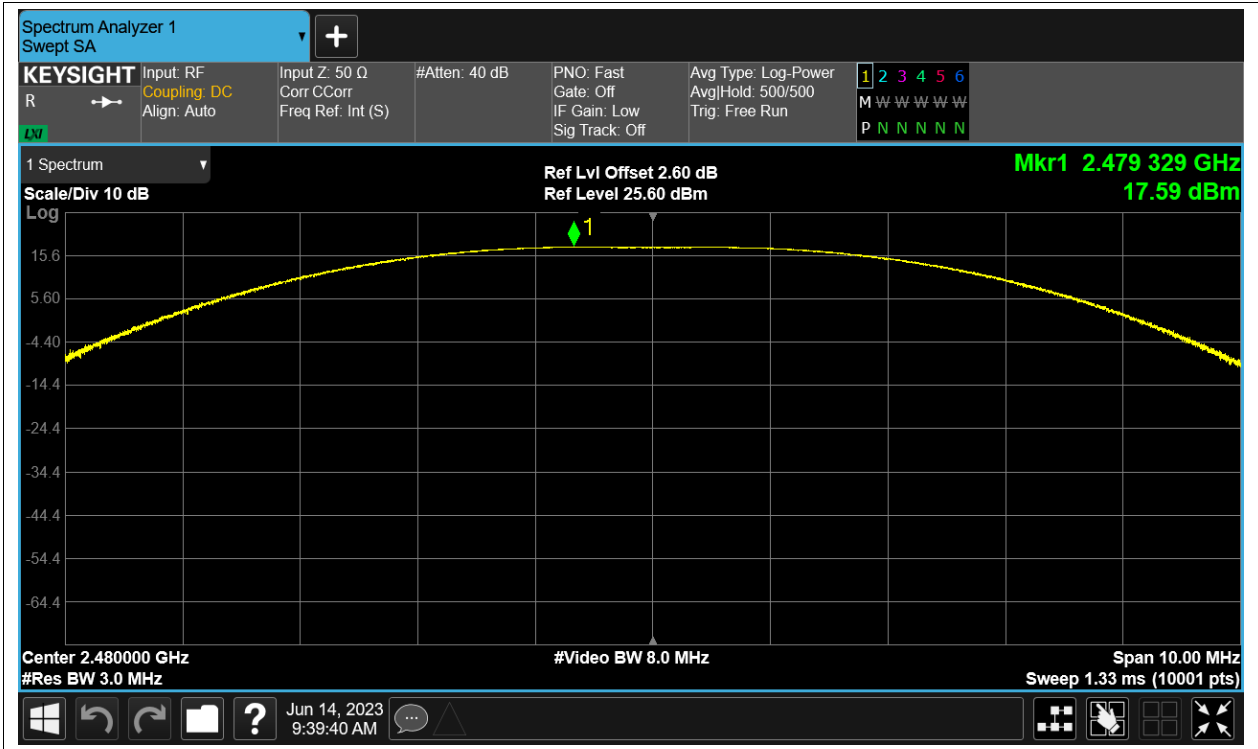 Spectrum Analyzer 1
Swept SA
+
KEYSIGHT
R
LXI
Input: RF
Coupling: DC
Align: Auto
Input Z: 50 Ω
Corr CCorr
Freq Ref: Int (S)
#Atten: 40 dB
PNO: Fast
Gate: Off
IF Gain: Low
Sig Track: Off
Avg Type: Log-Power
Avg|Hold: 500/500
Trig: Free Run
1 2 3 4 5 6
M W W W W W
P N N N N N
1 Spectrum
Scale/Div 10 dB
Log
Ref Lvl Offset 2.60 dB
Ref Level 25.60 dBm
Mkr1 2.479 329 GHz
17.59 dBm
1
15.6
5.60
-4.40
-14.4
-24.4
-34.4
-44.4
-54.4
-64.4
Center 2.480000 GHz
#Res BW 3.0 MHz
#Video BW 8.0 MHz
Span 10.00 MHz
Sweep 1.33 ms (10001 pts)
?
Jun 14, 2023
9:39:40 AM